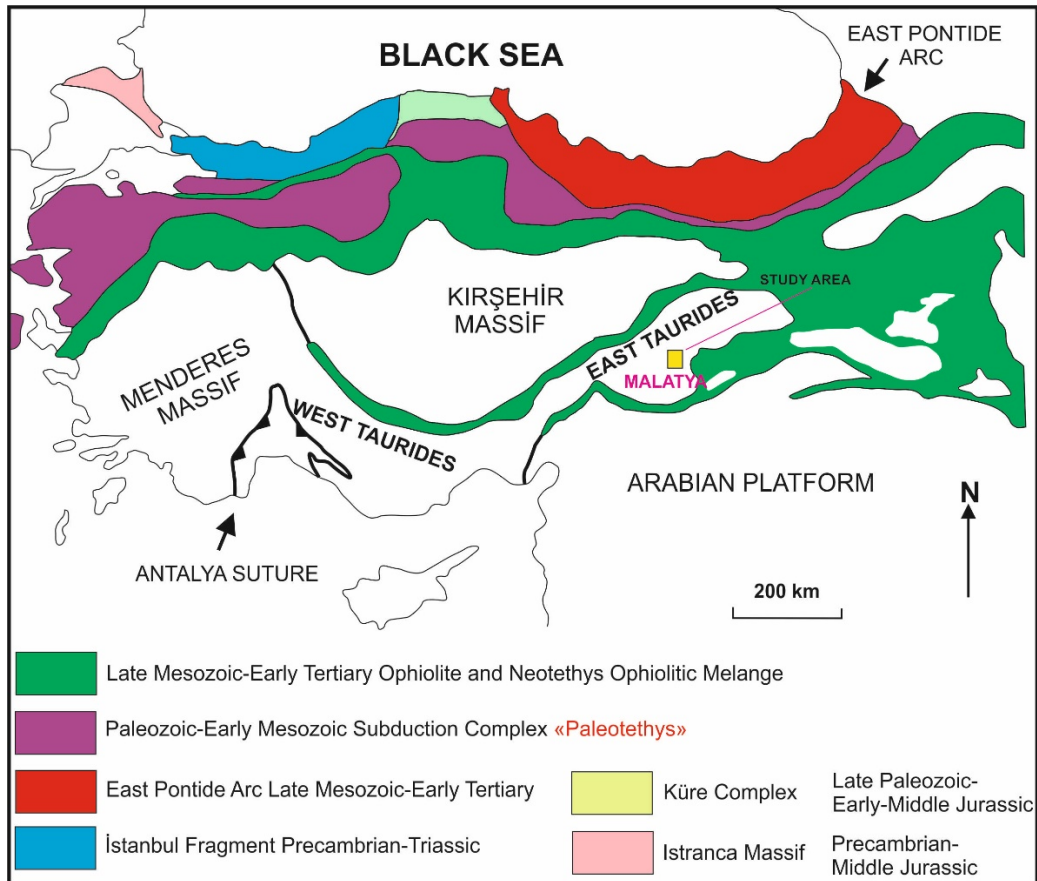 EAST PONTIDE
ARC
BLACK SEA
STUDY AREA
KIRŞEHİR
MASSİF
EAST TAURIDES
MALATYA
MENDERES
MASSIF
WEST TAURIDES
ARABIAN PLATFORM
N
ANTALYA SUTURE
200 km
Late Mesozoic-Early Tertiary Ophiolite and Neotethys Ophiolitic Melange
Paleozoic-Early Mesozoic Subduction Complex «Paleotethys»
East Pontide Arc Late Mesozoic-Early Tertiary
İstanbul Fragment Precambrian-Triassic
Küre Complex
Late Paleozoic-
Early-Middle Jurassic
Istranca Massif
Precambrian-
Middle Jurassic